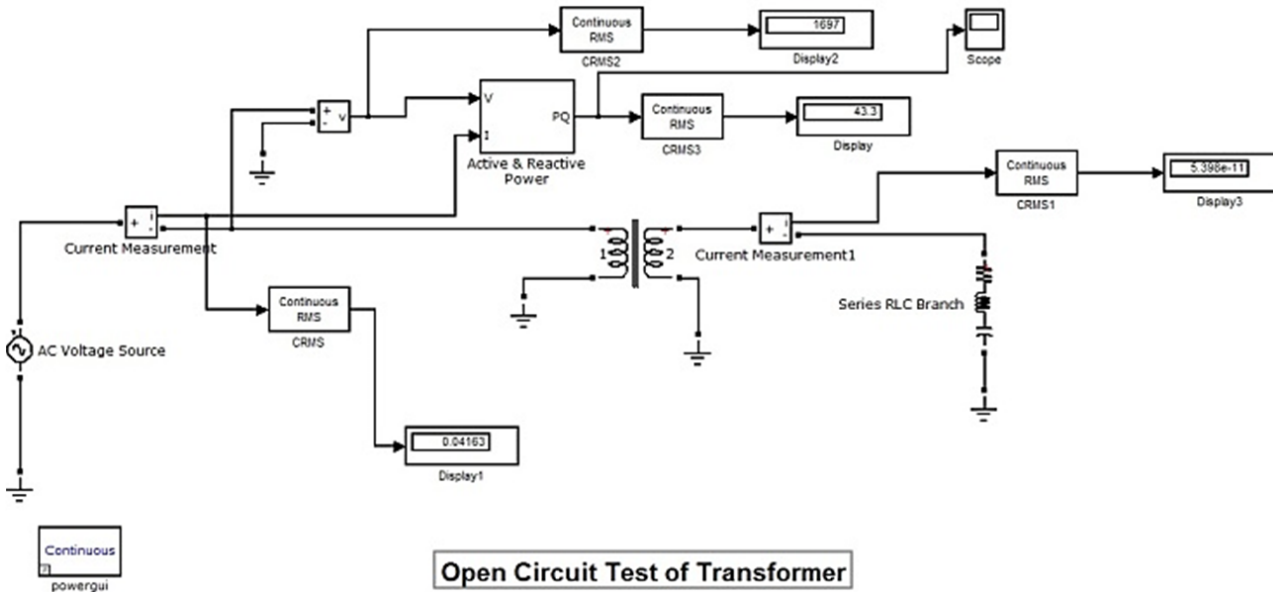 Continuous
RMS
CRMS2
1697
Display2
Scope
+
-
v
V
I
PQ
Active & Reactive
Power
Continuous
RMS
CRMS3
43.3
Display
Continuous
RMS
CRMS1
5.396e-11
Display3
+
i
-
Current Measurement
1
2
+
i
-
Current Measurement1
Series RLC Branch
Continuous
RMS
CRMS
AC Voltage Source
0.04163
Display1
Continuous
powergui
Open Circuit Test of Transformer